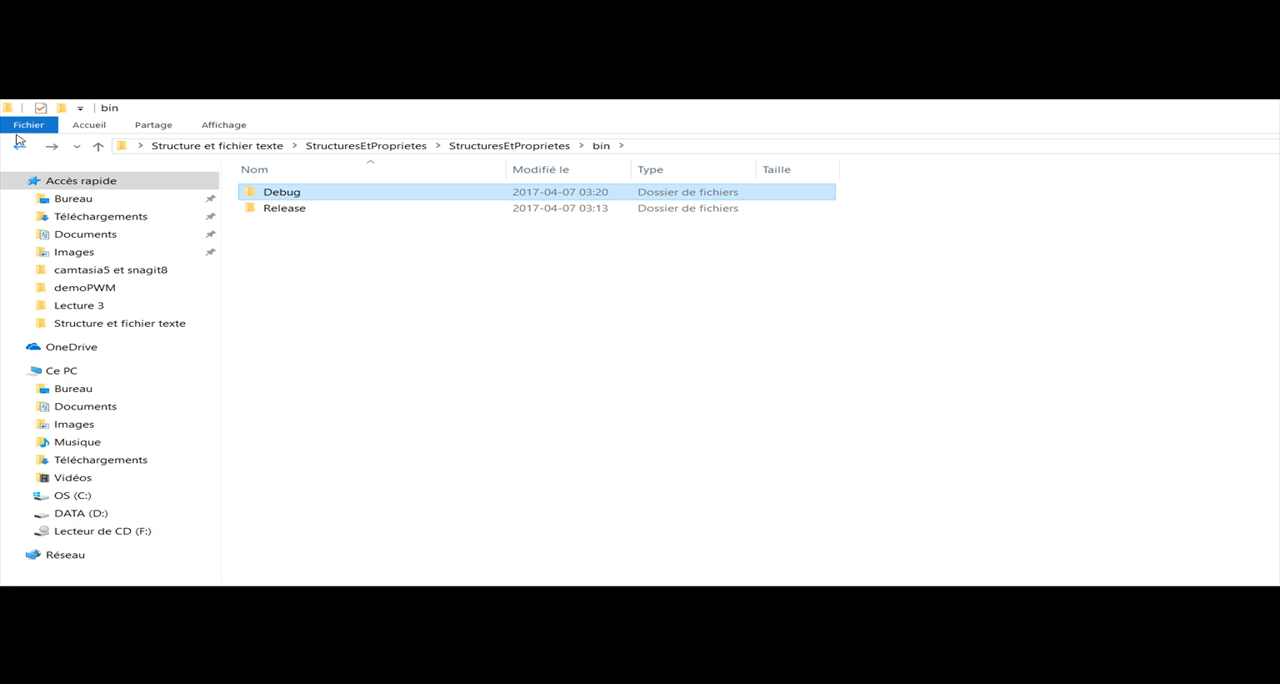 bin
Fichier Accueil Partage Affichage
Structure et fichier texte > StructuresEtProprietes > StructuresEtProprietes > bin >
Nom Modifié le Type Taille
Accès rapide
Bureau
Téléchargements
Documents
Images
camtasia5 et snagit8
demoPWM
Lecture 3
Structure et fichier texte
OneDrive
Ce PC
Bureau
Documents
Images
Musique
Téléchargements
Vidéos
OS (C:)
DATA (D:)
Lecteur de CD (F:)
Réseau
Debug 2017-04-07 03:20 Dossier de fichiers
Release 2017-04-07 03:13 Dossier de fichiers